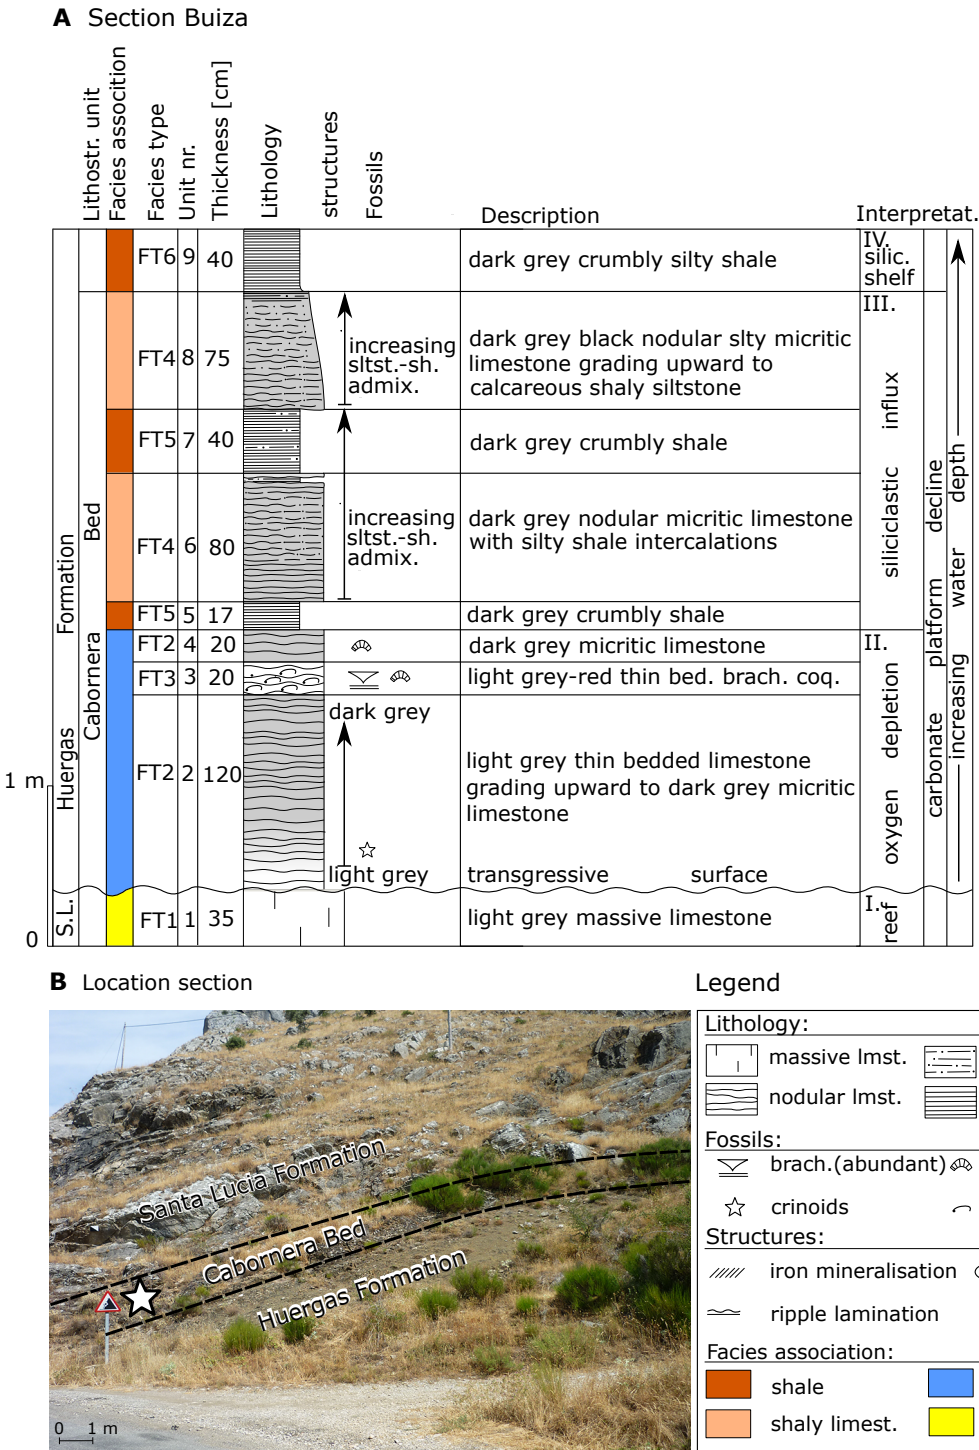 A Section Buiza
Lithostr. unit
Facies assocition
Facies type
Unit nr.
Thickness [cm]
Lithology
structures
Fossils
Description
Interpretat.
FT6 9 40
dark grey crumbly silty shale
IV.
silic.
shelf
FT4 8 75
increasing
sltst.-sh.
admix.
dark grey black nodular slty micritic
limestone grading upward to
calcareous shaly siltstone
III.
siliciclastic influx
FT5 7 40
dark grey crumbly shale
FT4 6 80
increasing
sltst.-sh.
admix.
dark grey nodular micritic limestone
with silty shale intercalations
FT5 5 17
dark grey crumbly shale
FT2 4 20
dark grey micritic limestone
II.
oxygen depletion
FT3 3 20
light grey-red thin bed. brach. coq.
FT2 2 120
dark grey
light grey
light grey thin bedded limestone
grading upward to dark grey micritic
limestone
transgressive surface
FT1 1 35
light grey massive limestone
I.
reef
Huergas Formation
Cabornera Bed
S.L.
carbonate platform decline
increasing water depth
1 m
0
B Location section
Santa Lucia Formation
Cabornera Bed
Huergas Formation
0 1 m
Legend
Lithology:
massive lmst.
nodular lmst.
Fossils:
brach.(abundant)
crinoids
Structures:
iron mineralisation
ripple lamination
Facies association:
shale
shaly limest.